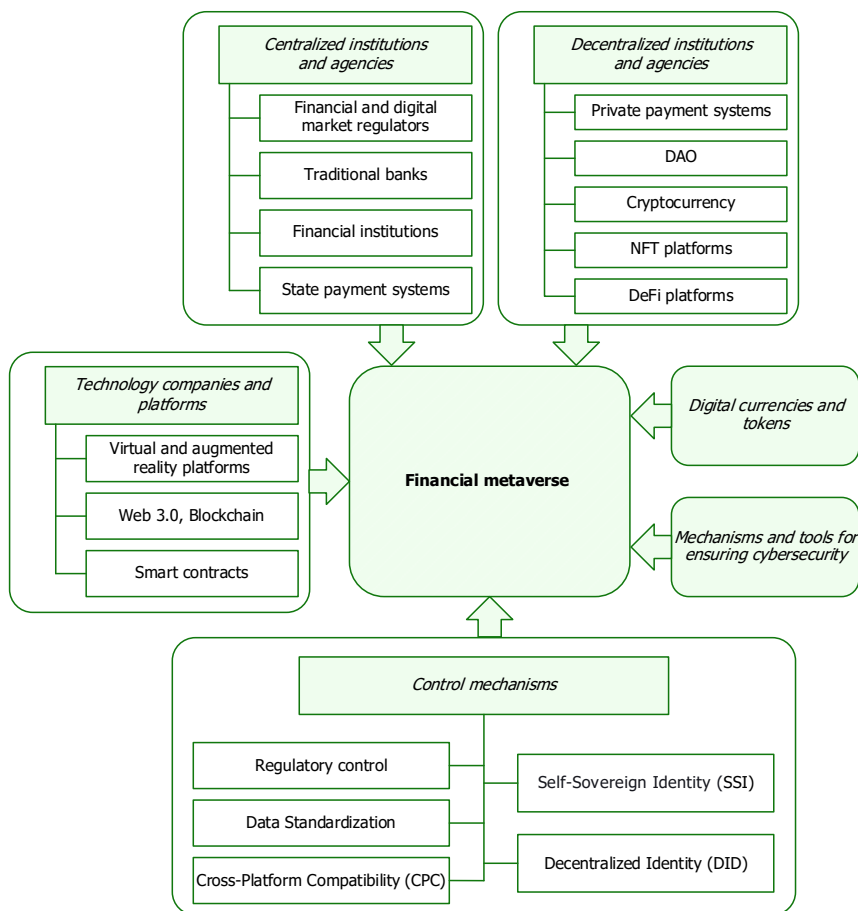 Centralized institutions
and agencies
Financial and digital
market regulators
Traditional banks
Financial institutions
State payment systems
Decentralized institutions
and agencies
Private payment systems
DAO
Cryptocurrency
NFT platforms
DeFi platforms
Technology companies and
platforms
Virtual and augmented
reality platforms
Web 3.0, Blockchain
Smart contracts
Financial metaverse
Digital currencies and
tokens
Mechanisms and tools for
ensuring cybersecurity
Control mechanisms
Regulatory control
Data Standardization
Cross-Platform Compatibility (CPC)
Self-Sovereign Identity (SSI)
Decentralized Identity (DID)